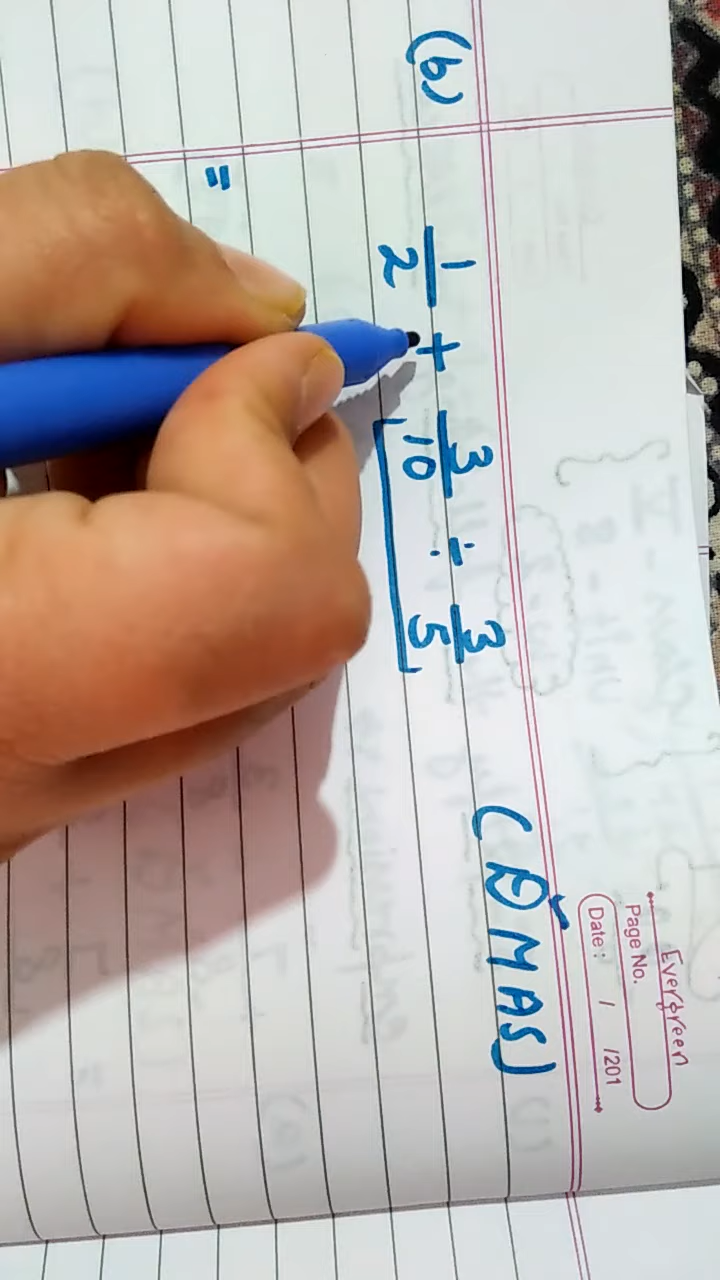 Evergreen
Page No.
Date: / /201
(b) 1/2 + 3/10 ÷ 3/5 (DMAS)
=